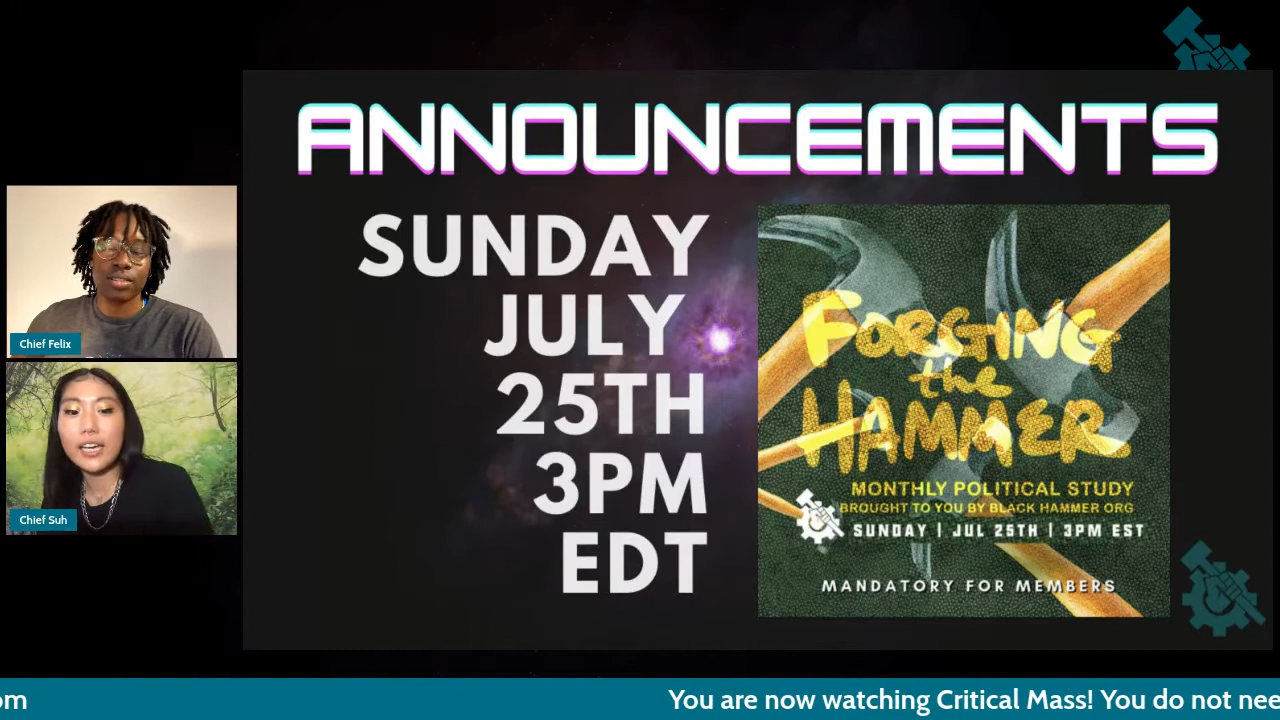 ANNOUNCEMENTS
SUNDAY
JULY
25TH
3PM
EDT
FORGING
the
HAMMER
MONTHLY POLITICAL STUDY
BROUGHT TO YOU BY BLACK HAMMER ORG
SUNDAY | JUL 25TH | 3PM EST
MANDATORY FOR MEMBERS
Chief Felix
Chief Suh
om You are now watching Critical Mass! You do not nee